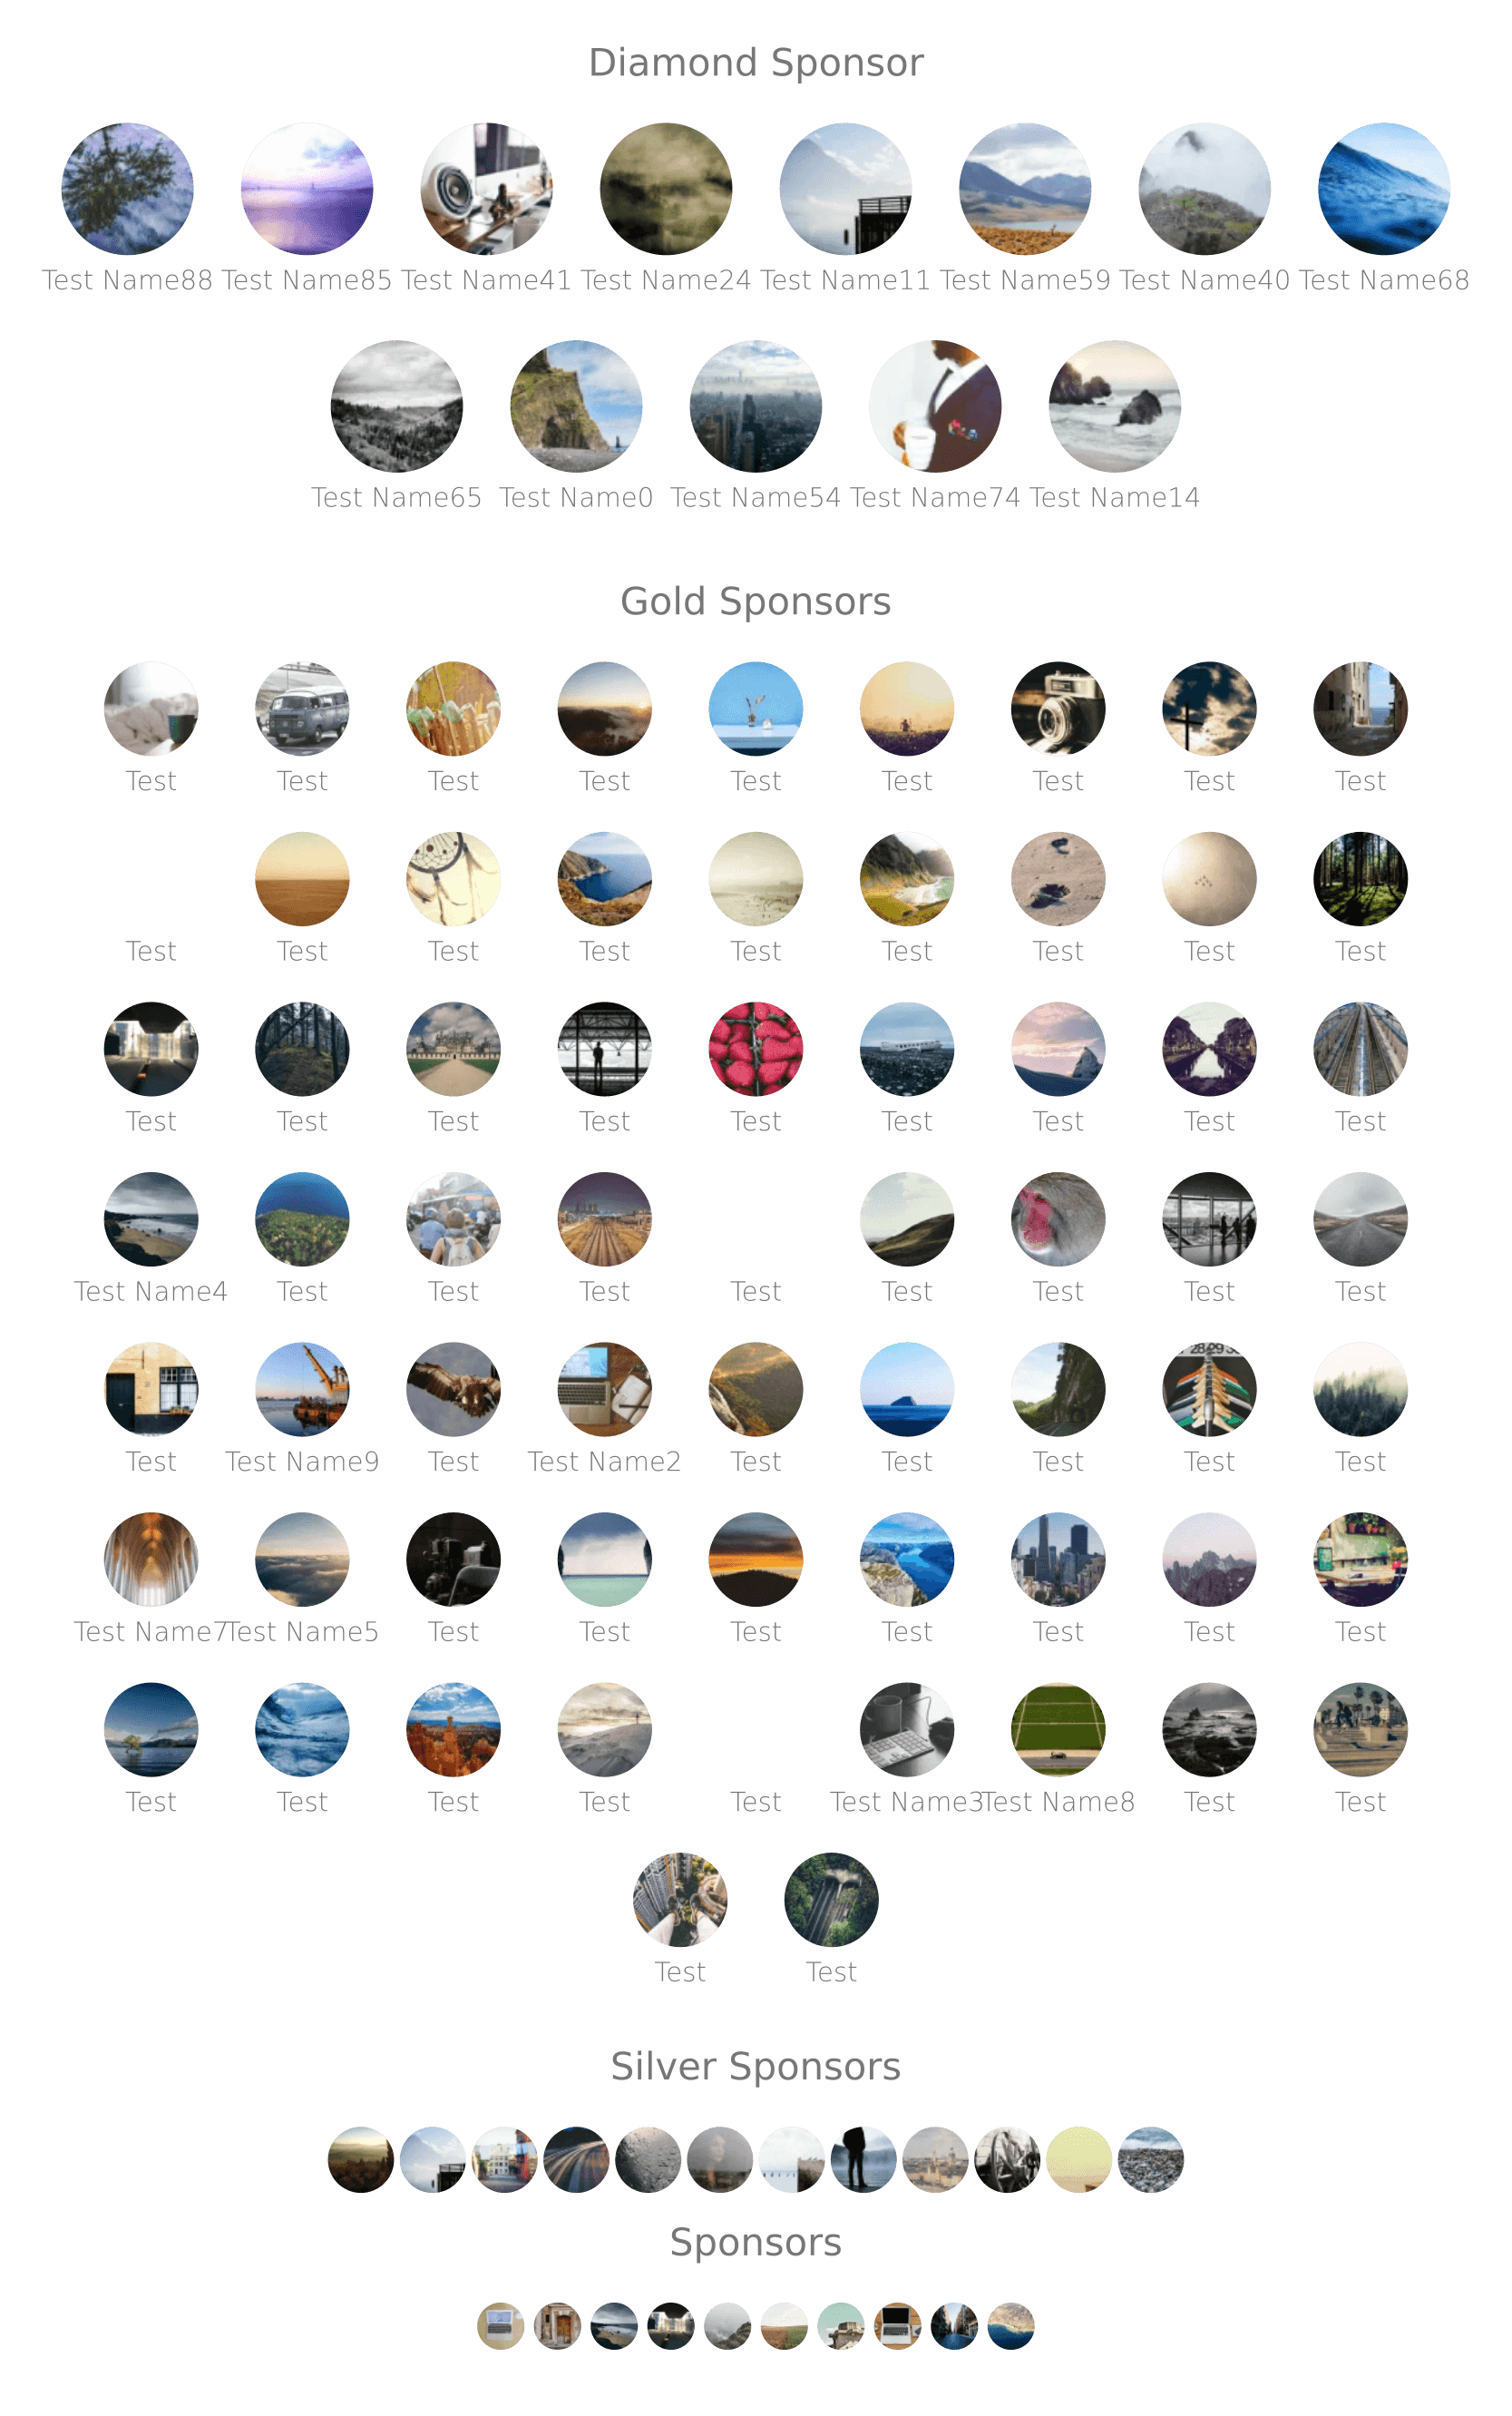 Diamond Sponsor
Test Name88 Test Name85 Test Name41 Test Name24 Test Name11 Test Name59 Test Name40 Test Name68
Test Name65 Test Name0 Test Name54 Test Name74 Test Name14
Gold Sponsors
Test Test Test Test Test Test Test Test Test
Test Test Test Test Test Test Test Test Test
Test Test Test Test Test Test Test Test Test
Test Name4 Test Test Test Test Test Test Test Test
28 29
Test Test Name9 Test Test Name2 Test Test Test Test Test
Test Name7 Test Name5 Test Test Test Test Test Test Test
Test Test Test Test Test Test Name3 Test Name8 Test Test
Test Test
Silver Sponsors
Sponsors